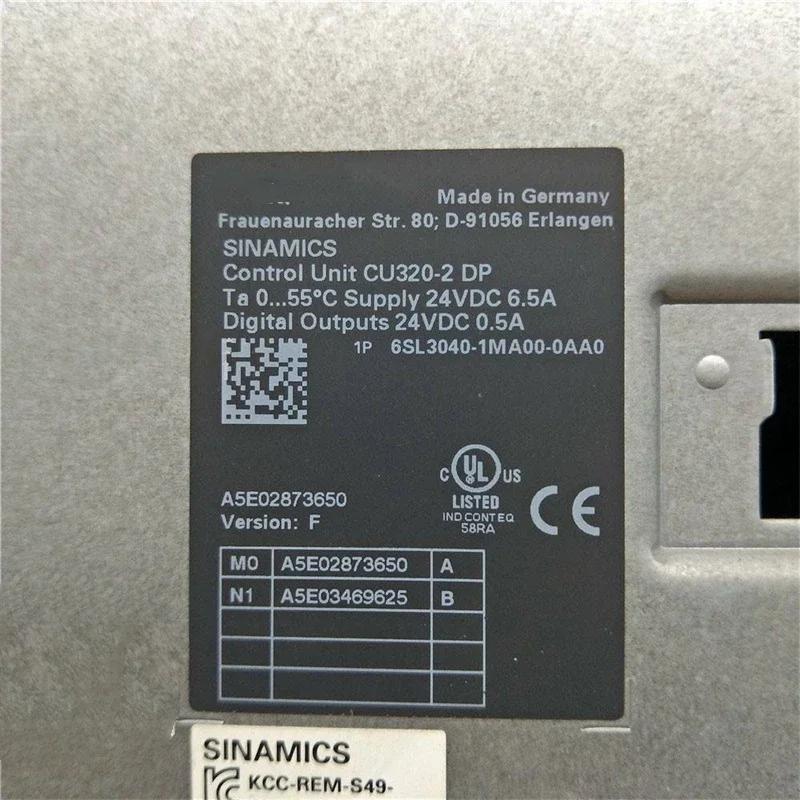 Made in Germany
Frauenauracher Str. 80; D-91056 Erlangen
SINAMICS
Control Unit CU320-2 DP
Ta 0...55°C Supply 24VDC 6.5A
Digital Outputs 24VDC 0.5A
1P 6SL3040-1MA00-0AA0
C UL US
LISTED
IND CONT EQ
58RA
CE
A5E02873650
Version: F
M0 A5E02873650 A
N1 A5E03469625 B
SINAMICS
KCC-REM-S49-